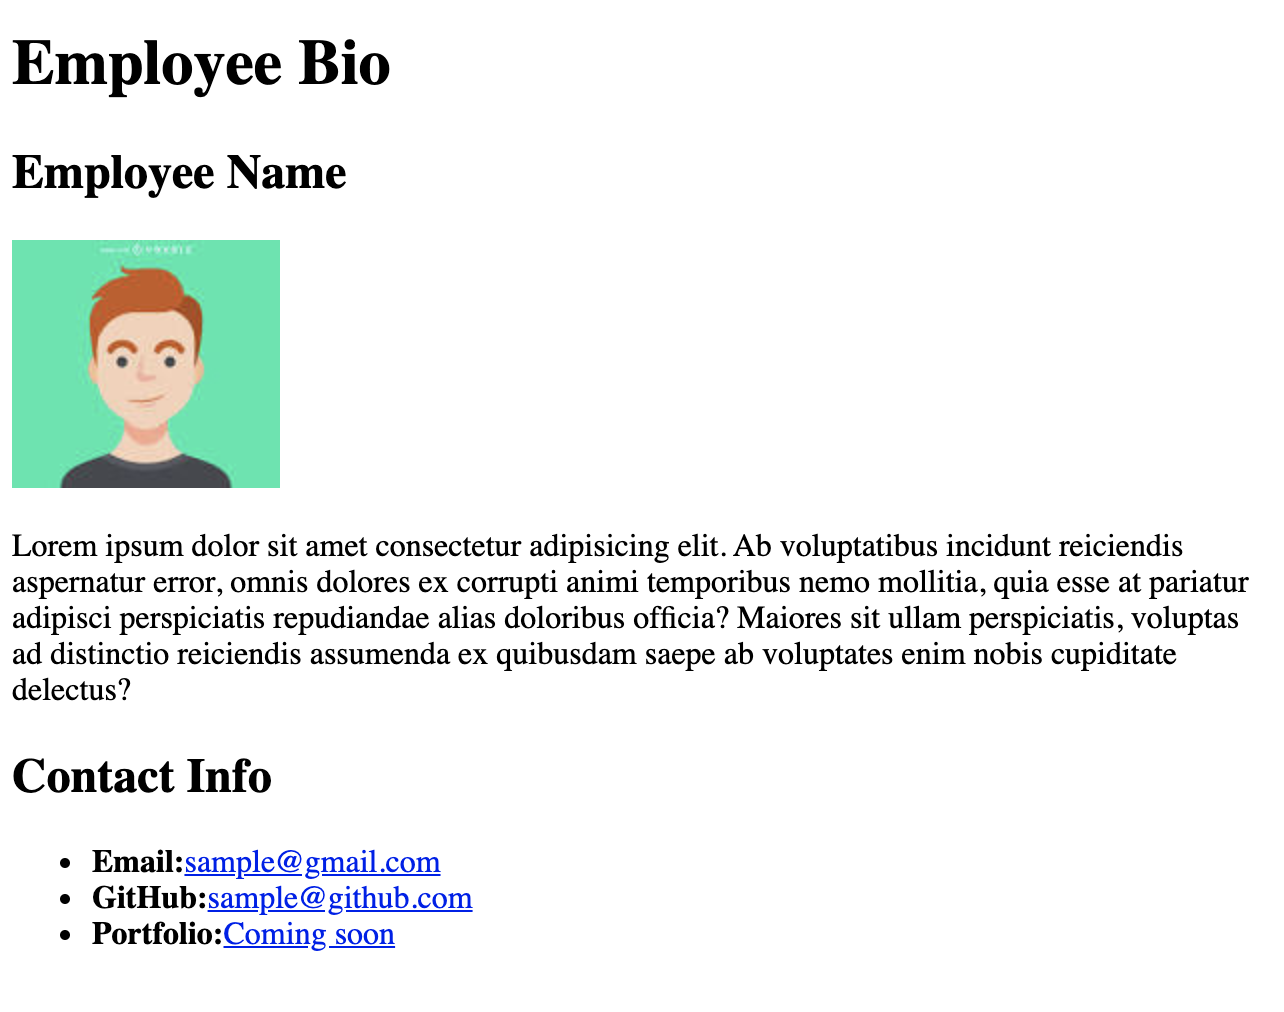 Employee Bio
Employee Name
Lorem ipsum dolor sit amet consectetur adipisicing elit. Ab voluptatibus incidunt reiciendis
aspernatur error, omnis dolores ex corrupti animi temporibus nemo mollitia, quia esse at pariatur
adipisci perspiciatis repudiandae alias doloribus officia? Maiores sit ullam perspiciatis, voluptas
ad distinctio reiciendis assumenda ex quibusdam saepe ab voluptates enim nobis cupiditate
delectus?
Contact Info
• Email:sample@gmail.com
• GitHub:sample@github.com
• Portfolio:Coming soon